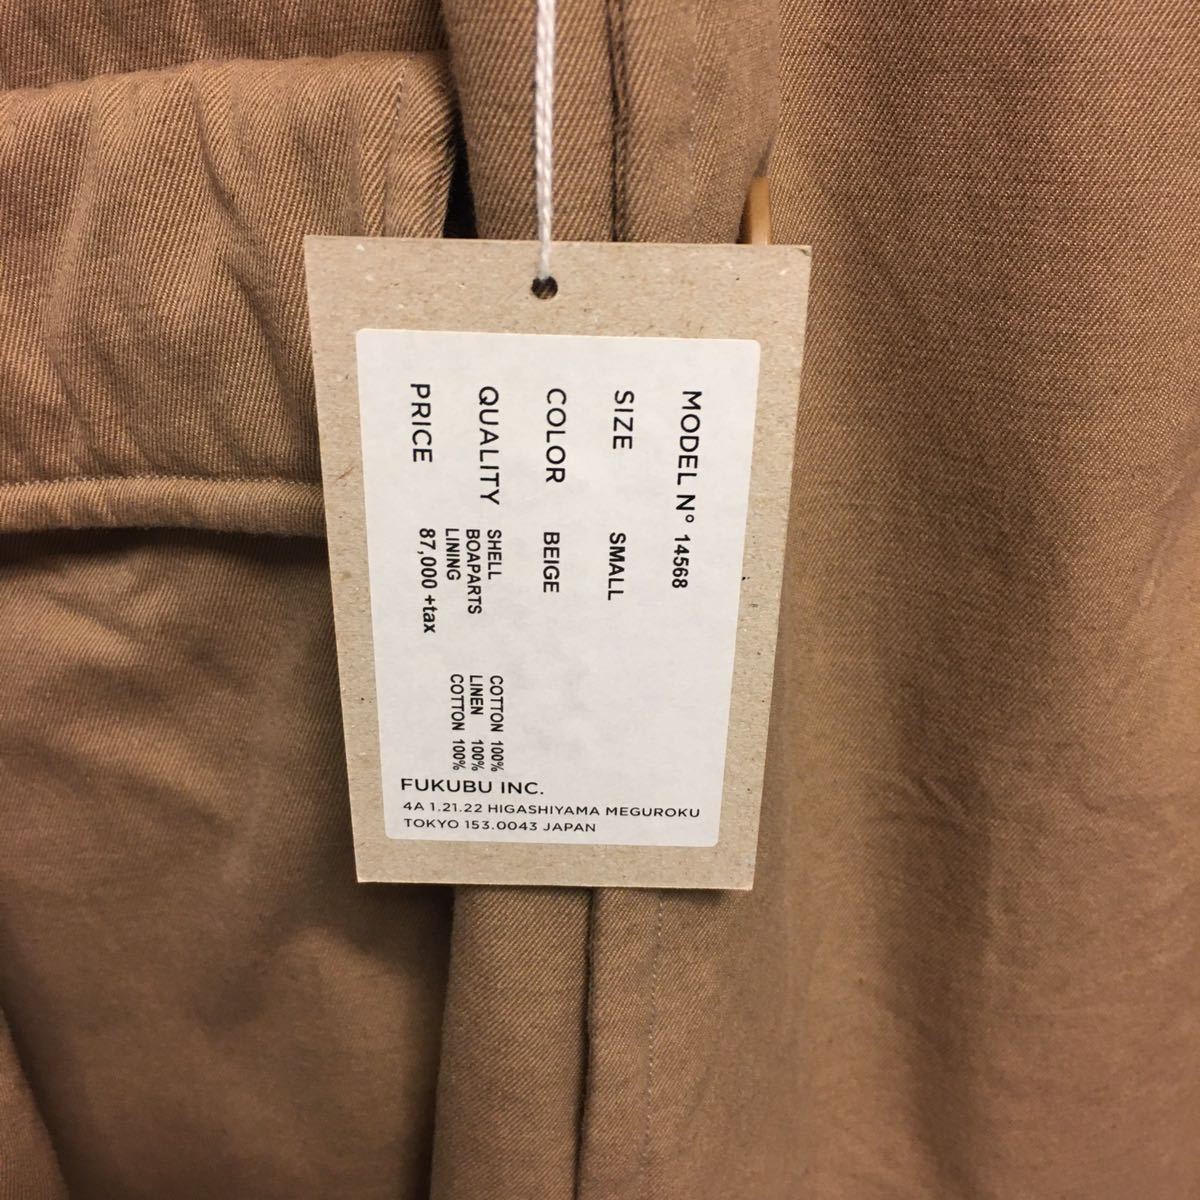 MODEL N° 14568
SIZE SMALL
COLOR BEIGE
QUALITY SHELL COTTON 100%
BOAPARTS LINEN 100%
LINING COTTON 100%
PRICE 87,000 +tax
FUKUBU INC.
4A 1.21.22 HIGASHIYAMA MEGUROKU
TOKYO 153.0043 JAPAN